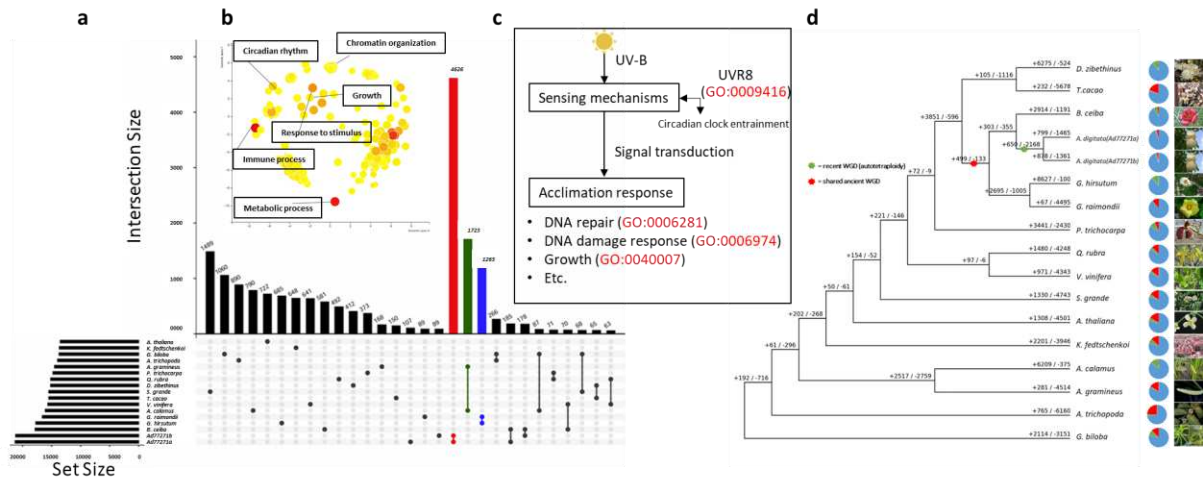 a
b
c
d
Intersection Size
5000
4000
3000
2000
1000
0000
1489
1060
890
790
722
685
648
641
581
492
412
373
168
150
107
89
89
4626
1723
1203
266
185
178
87
71
70
68
65
63
Circadian rhythm
Chromatin organization
Growth
Response to stimulus
Immune process
Metabolic process
A. thaliana
K. fedtschenkoi
G. biloba
A. trichopoda
A. gramineus
P. trichocarpa
Q. rubra
D. zibethinus
S. grande
T. cacao
V. vinifera
A. calamus
G. raimondii
G. hirsutum
B. ceiba
Ad77271b
Ad77271a
20000
15000
10000
5000
0
Set Size
UV-B
UVR8
(GO:0009416)
Sensing mechanisms
Circadian clock entrainment
Signal transduction
Acclimation response
• DNA repair (GO:0006281)
• DNA damage response (GO:0006974)
• Growth (GO:0040007)
• Etc.
= recent WGD (autotetraploidy)
= shared ancient WGD
+6275 / -524
D. zibethinus
+105 / -1116
+232 / -5678
T.cacao
+3851 / -596
+2914 / -1191
B. ceiba
+303 / -355
+799 / -1465
A. digitata(Ad77271a)
+650 / -2168
+838 / -1361
A. digitata(Ad77271b)
+499 / -133
+8627 / -100
G. hirsutum
+72 / -9
+2695 / -1005
+67 / -4495
G. raimondii
+221 / -146
+3441 / -2430
P. trichocarpa
+1480 / -4248
Q. rubra
+154 / -52
+97 / -6
+971 / -4343
V. vinifera
+50 / -61
+1330 / -4743
S. grande
+202 / -268
+1308 / -4501
A. thaliana
+61 / -296
+2201 / -3946
K. fedtschenkoi
+192 / -716
+6209 / -375
A. calamus
+2517 / -2759
+281 / -4514
A. gramineus
+765 / -6160
A. trichopoda
+2114 / -3151
G. biloba